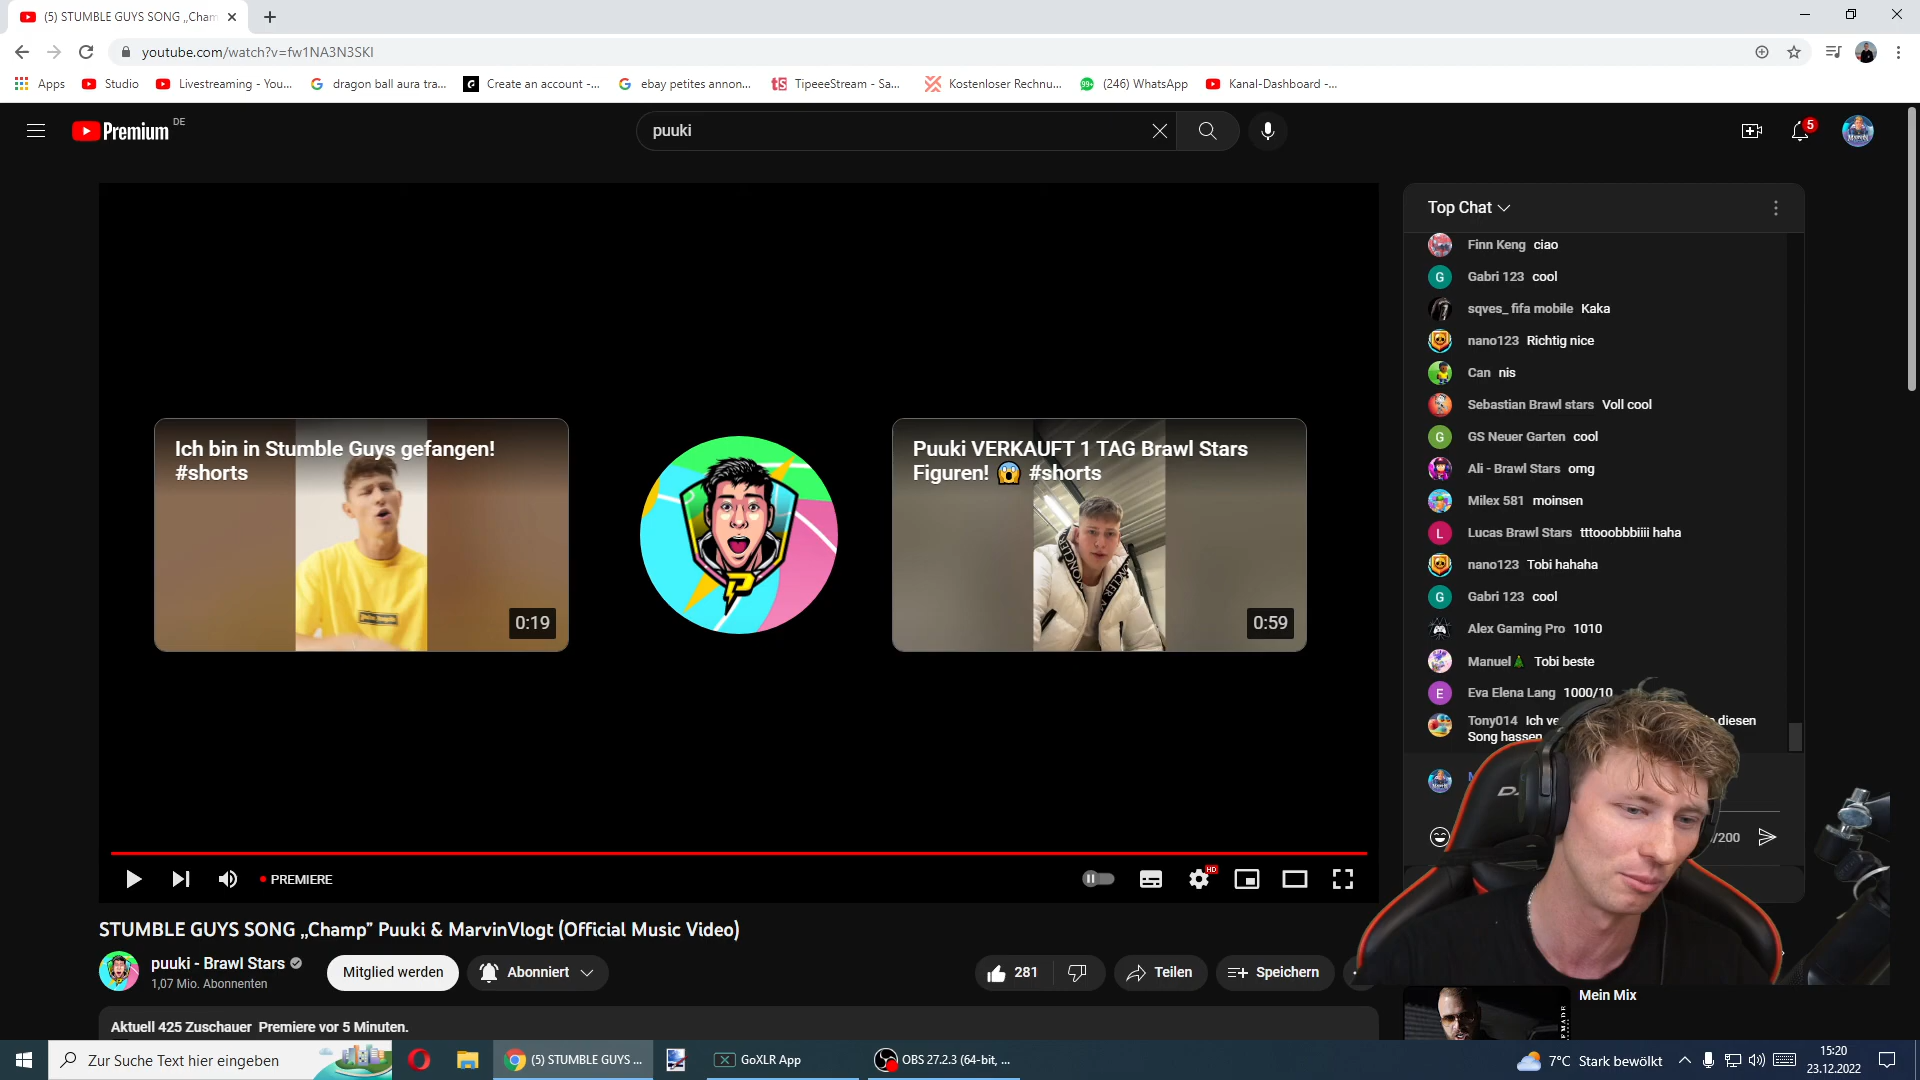 (5) STUMBLE GUYS SONG „Cham
youtube.com/watch?v=fw1NA3N3SKI
Apps
Studio
Livestreaming - You...
dragon ball aura tra...
Create an account -...
ebay petites annon...
TipeeeStream - Sa...
Kostenloser Rechnu...
(246) WhatsApp
Kanal-Dashboard -...
Premium DE
puuki
5
Ich bin in Stumble Guys gefangen!
#shorts
0:19
Puuki VERKAUFT 1 TAG Brawl Stars
Figuren! 😱 #shorts
0:59
PREMIERE
HD
STUMBLE GUYS SONG „Champ” Puuki & MarvinVlogt (Official Music Video)
puuki - Brawl Stars
1,07 Mio. Abonnenten
Mitglied werden
Abonniert
281
Teilen
Speichern
Aktuell 425 Zuschauer Premiere vor 5 Minuten.
Top Chat
Finn Keng ciao
G Gabri 123 cool
sqves_ fifa mobile Kaka
nano123 Richtig nice
Can nis
Sebastian Brawl stars Voll cool
G GS Neuer Garten cool
Ali - Brawl Stars omg
Milex 581 moinsen
L Lucas Brawl Stars tttooobbbiiii haha
nano123 Tobi hahaha
G Gabri 123 cool
Alex Gaming Pro 1010
Manuel🎄 Tobi beste
E Eva Elena Lang 1000/10
Tony014 Ich diesen
Song hassen
/200
Mein Mix
Zur Suche Text hier eingeben
(5) STUMBLE GUYS ...
GoXLR App
OBS 27.2.3 (64-bit, ...
7°C Stark bewölkt
15:20
23.12.2022